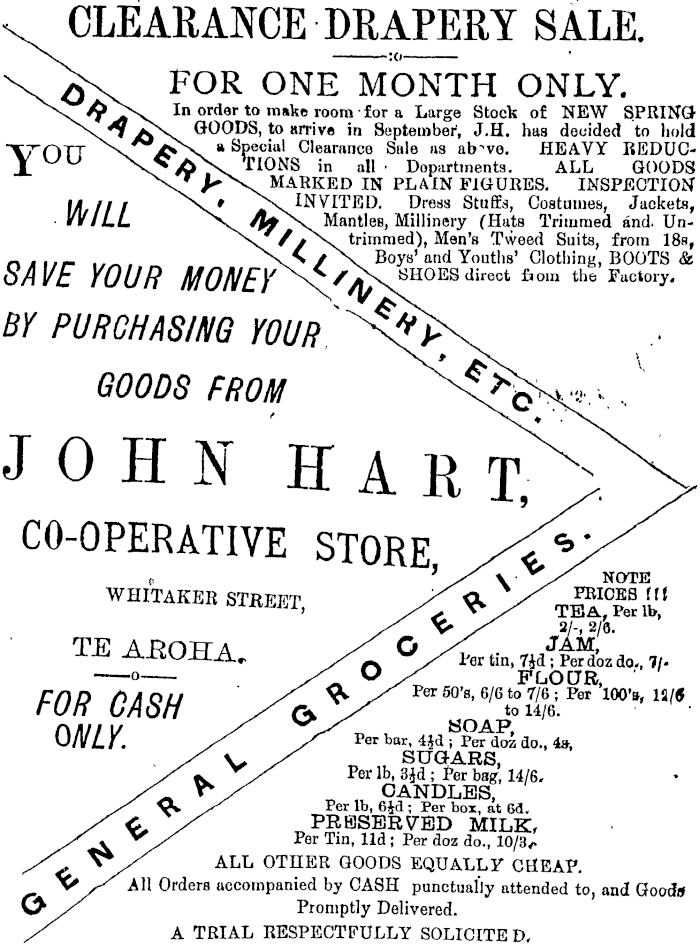 CLEARANCE DRAPERY SALE.
:o
FOR ONE MONTH ONLY.
In order to make room for a Large Stock of NEW SPRING
GOODS, to arrive in September, J.H. has decided to hold
a Special Clearance Sale as above. HEAVY REDUC-
TIONS in all Departments. ALL GOODS
MARKED IN PLAIN FIGURES. INSPECTION
INVITED. Dress Stuffs, Costumes, Jackets,
Mantles, Millinery (Hats Trimmed and Un-
trimmed), Men's Tweed Suits, from 18s,
Boys' and Youths' Clothing, BOOTS &
SHOES direct from the Factory.
DRAPERY, MILLINERY, ETC.
YOU
WILL
SAVE YOUR MONEY
BY PURCHASING YOUR
GOODS FROM
JOHN HART,
CO-OPERATIVE STORE,
WHITAKER STREET,
TE AROHA.
o
FOR CASH
ONLY.
GENERAL GROCERIES.
NOTE
PRICES !!!
TEA, Per lb,
2/-, 2/6.
JAM,
Per tin, 7½d; Per doz do., 7/-
FLOUR,
Per 50's, 6/6 to 7/6; Per 100's, 12/6
to 14/6.
SOAP,
Per bar, 4½d; Per doz do., 4s,
SUGARS,
Per lb, 3½d; Per bag, 14/6.
CANDLES,
Per lb, 6½d; Per box, at 6d.
PRESERVED MILK,
Per Tin, 11d; Per doz do., 10/3.
ALL OTHER GOODS EQUALLY CHEAP.
All Orders accompanied by CASH punctually attended to, and Goods
Promptly Delivered.
A TRIAL RESPECTFULLY SOLICITED.